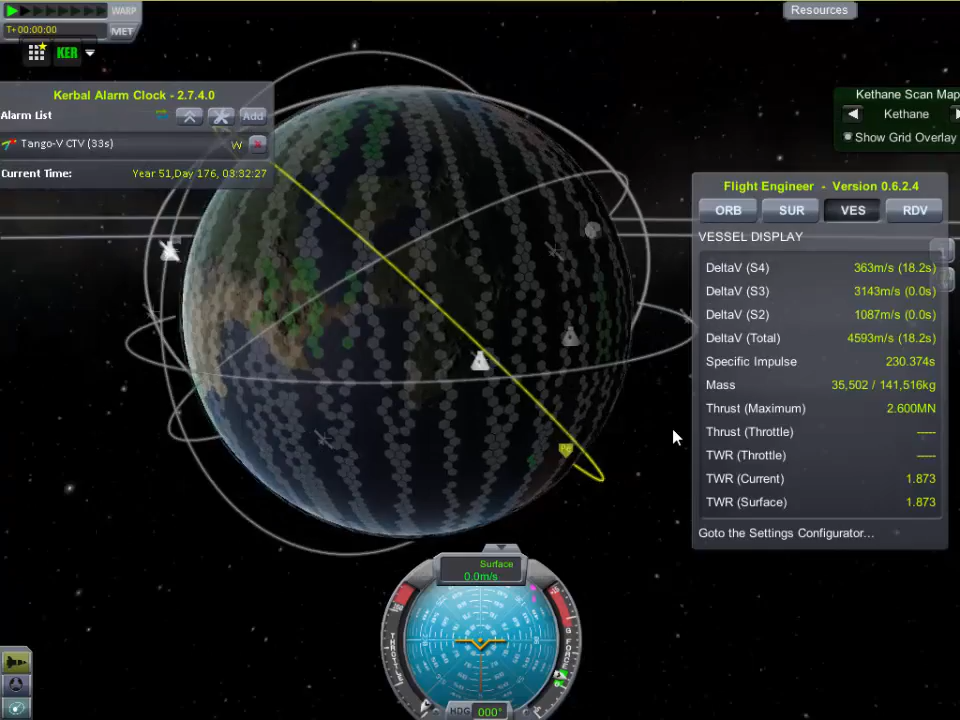 WARP
Resources
T+00:00:00
MET
KER
Kerbal Alarm Clock - 2.7.4.0
Alarm List
Add
Tango-V CTV (33s)
W
Current Time:
Year 51,Day 176, 03:32:27
Kethane Scan Map
Kethane
Show Grid Overlay
Flight Engineer - Version 0.6.2.4
ORB SUR VES RDV
VESSEL DISPLAY
DeltaV (S4) 363m/s (18.2s)
DeltaV (S3) 3143m/s (0.0s)
DeltaV (S2) 1087m/s (0.0s)
DeltaV (Total) 4593m/s (18.2s)
Specific Impulse 230.374s
Mass 35,502 / 141,516kg
Thrust (Maximum) 2.600MN
Thrust (Throttle) -----
TWR (Throttle) -----
TWR (Current) 1.873
TWR (Surface) 1.873
Goto the Settings Configurator...
Pe
Surface
0.0m/s
HDG 000°